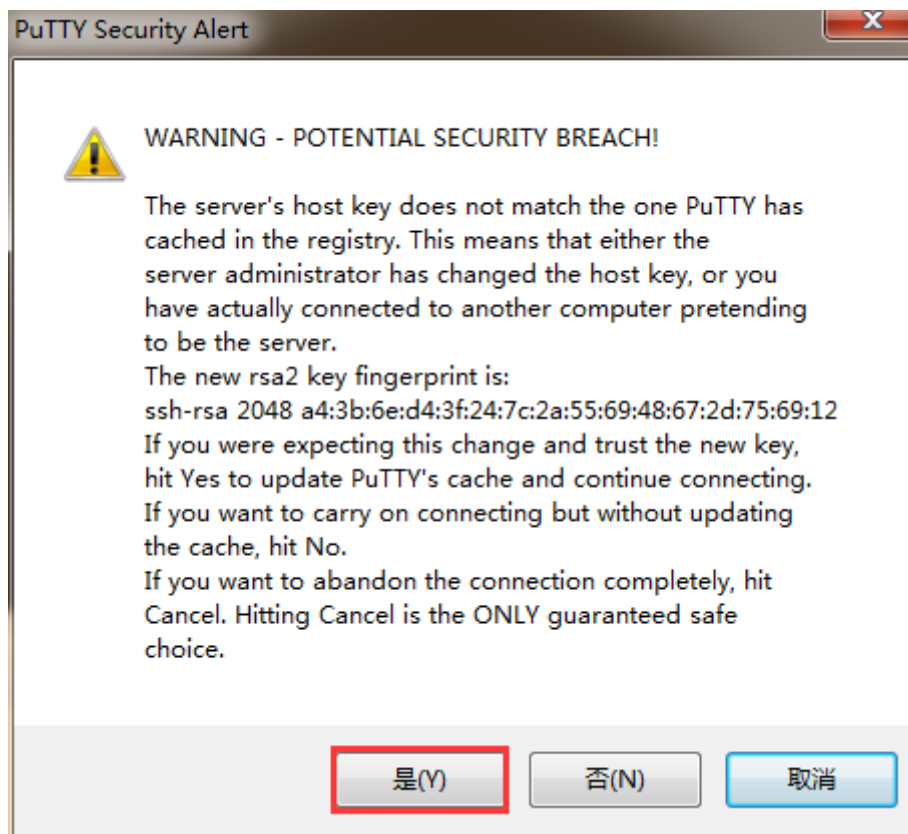 PuTTY Security Alert
WARNING - POTENTIAL SECURITY BREACH!
The server's host key does not match the one PuTTY has
cached in the registry. This means that either the
server administrator has changed the host key, or you
have actually connected to another computer pretending
to be the server.
The new rsa2 key fingerprint is:
ssh-rsa 2048 a4:3b:6e:d4:3f:24:7c:2a:55:69:48:67:2d:75:69:12
If you were expecting this change and trust the new key,
hit Yes to update PuTTY's cache and continue connecting.
If you want to carry on connecting but without updating
the cache, hit No.
If you want to abandon the connection completely, hit
Cancel. Hitting Cancel is the ONLY guaranteed safe
choice.
是(Y) 否(N) 取消